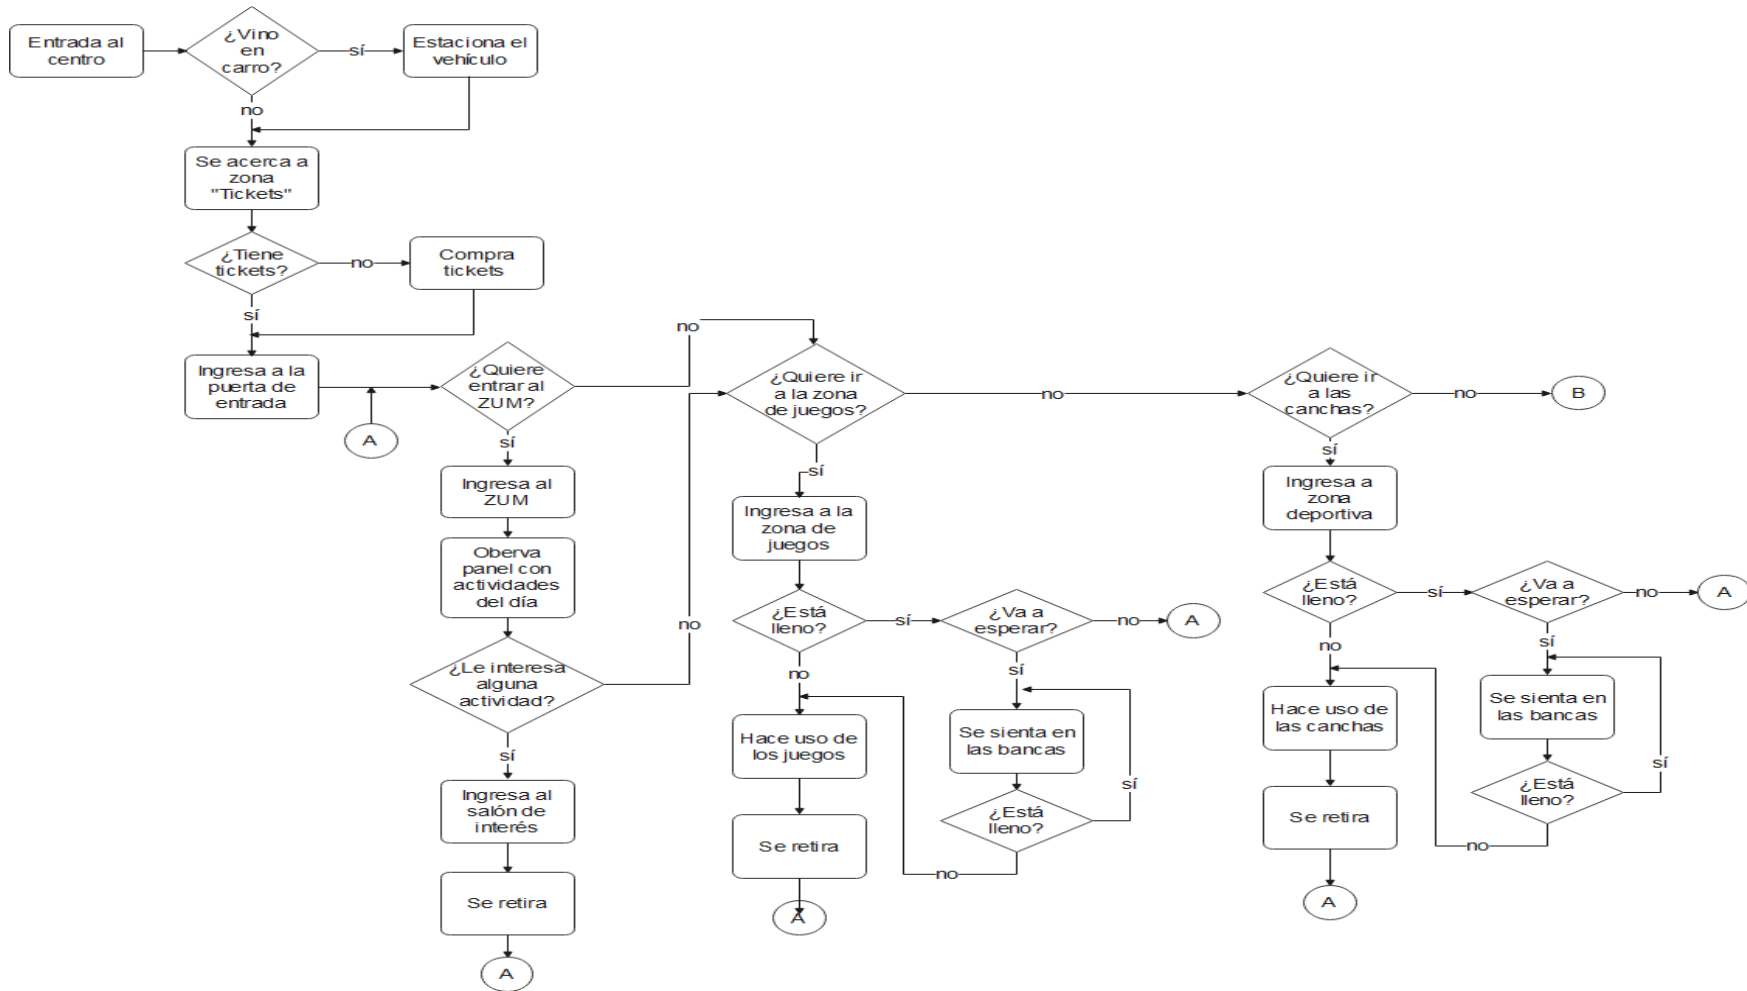 Entrada al
centro
¿Vino
en
carro?
sí
Estaciona el
vehículo
no
Se acerca a
zona
"Tickets"
¿Tiene
tickets?
no
Compra
tickets
sí
Ingresa a la
puerta de
entrada
A
¿Quiere
entrar al
ZUM?
no
sí
Ingresa al
ZUM
Oberva
panel con
actividades
del día
¿Le interesa
alguna
actividad?
no
sí
Ingresa al
salón de
interés
Se retira
A
¿Quiere ir
a la zona
de juegos?
no
sí
Ingresa a la
zona de
juegos
¿Está
lleno?
sí
¿Va a
esperar?
no
A
no
sí
Hace uso de
los juegos
Se sienta en
las bancas
sí
¿Está
lleno?
no
Se retira
A
¿Quiere ir
a las
canchas?
no
B
sí
Ingresa a
zona
deportiva
¿Está
lleno?
sí
¿Va a
esperar?
no
A
no
sí
Hace uso de
las canchas
Se sienta en
las bancas
sí
¿Está
lleno?
no
Se retira
A